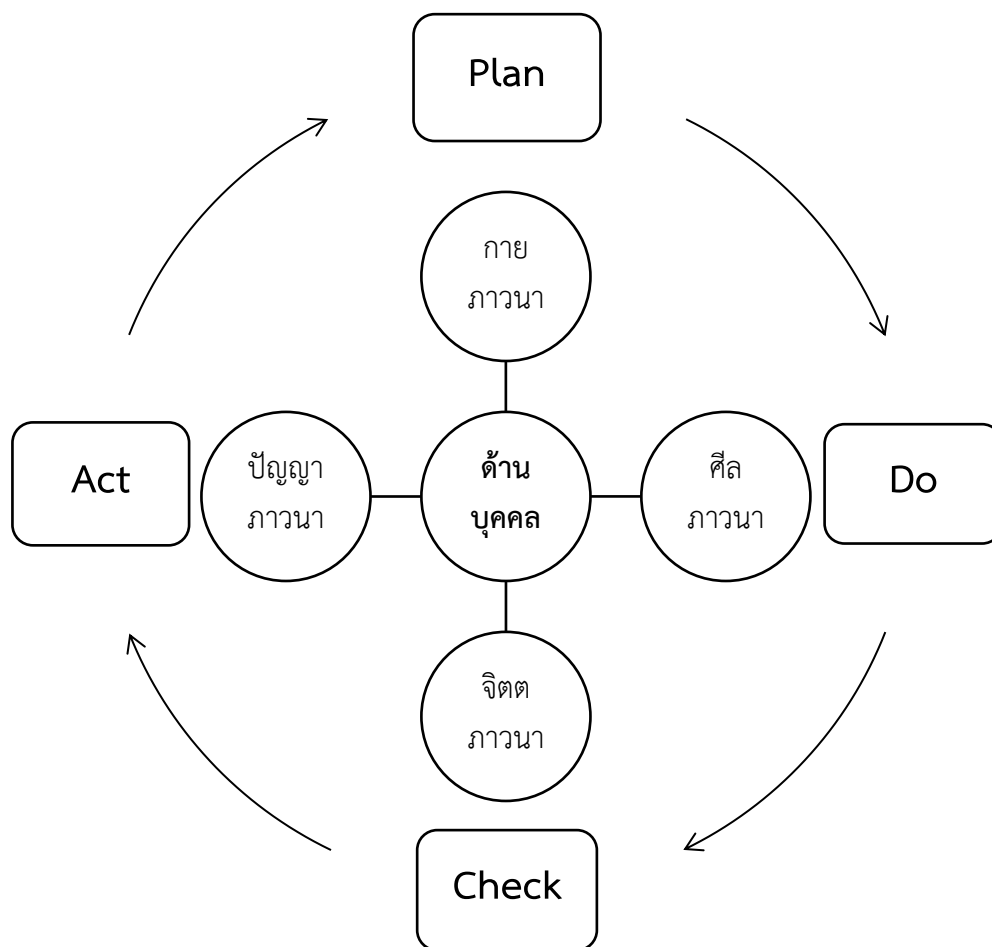 Plan
กาย
ภาวนา
Act
ปัญญา
ภาวนา
ด้าน
บุคคล
ศีล
ภาวนา
Do
จิตต
ภาวนา
Check